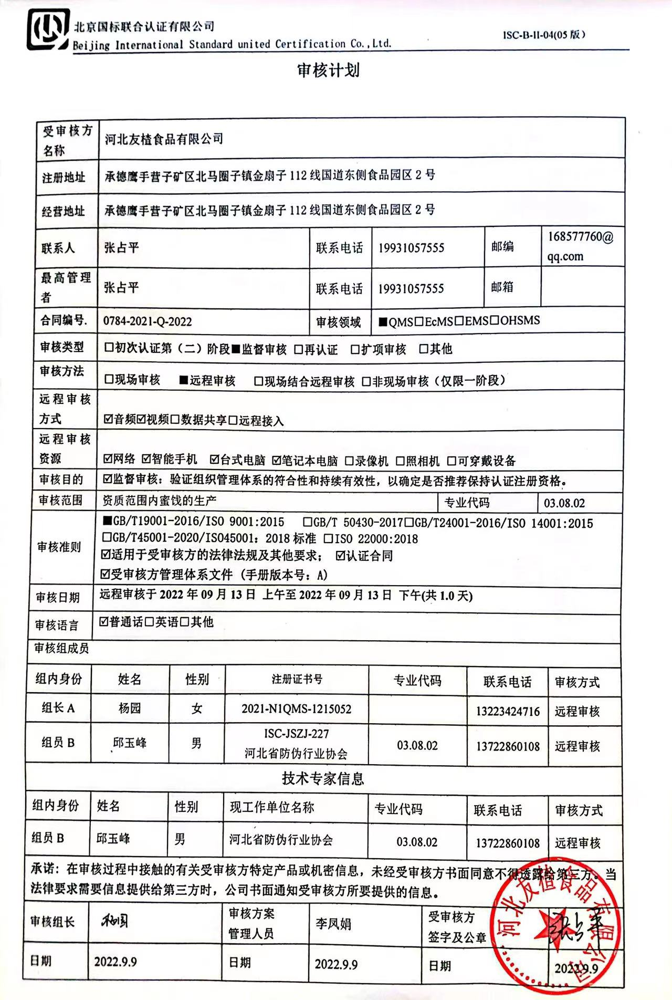 北京国标联合认证有限公司
Beijing International Standard united Certification Co.,Ltd.
ISC-B-II-04(05 版)
审核计划
受审核方名称 河北友楂食品有限公司
注册地址 承德鹰手营子矿区北马圈子镇金扇子 112 线国道东侧食品园区 2 号
经营地址 承德鹰手营子矿区北马圈子镇金扇子 112 线国道东侧食品园区 2 号
联系人 张占平 联系电话 19931057555 邮编 168577760@qq.com
最高管理者 张占平 联系电话 19931057555 邮箱
合同编号. 0784-2021-Q-2022 审核领域 ■QMS□EcMS□EMS□OHSMS
审核类型 □初次认证第（二）阶段■监督审核 □再认证 □扩项审核 □其他
审核方法 □现场审核 ■远程审核 □现场结合远程审核 □非现场审核（仅限一阶段）
远程审核方式 ☑音频☑视频□数据共享□远程接入
远程审核资源 ☑网络 ☑智能手机 ☑台式电脑 ☑笔记本电脑 □录像机 □照相机 □可穿戴设备
审核目的 ☑监督审核：验证组织管理体系的符合性和持续有效性，以确定是否推荐保持认证注册资格。
审核范围 资质范围内蜜饯的生产 专业代码 03.08.02
审核准则 ■GB/T19001-2016/ISO 9001:2015 □GB/T 50430-2017□GB/T24001-2016/ISO 14001:2015
□GB/T45001-2020/ISO45001：2018 标准 □ISO 22000:2018
☑适用于受审核方的法律法规及其他要求； ☑认证合同
☑受审核方管理体系文件（手册版本号：A）
审核日期 远程审核于 2022 年 09 月 13 日 上午至 2022 年 09 月 13 日 下午(共 1.0 天)
审核语言 ☑普通话□英语□其他
审核组成员
组内身份 姓名 性别 注册证书号 专业代码 联系电话 审核方式
组长 A 杨园 女 2021-N1QMS-1215052 13223424716 远程审核
组员 B 邱玉峰 男 ISC-JSZJ-227 河北省防伪行业协会 03.08.02 13722860108 远程审核
技术专家信息
组内身份 姓名 性别 现工作单位名称 专业代码 联系电话 审核方式
组员 B 邱玉峰 男 河北省防伪行业协会 03.08.02 13722860108 远程审核
承诺：在审核过程中接触的有关受审核方特定产品或机密信息，未经受审核方书面同意不得透露给第三方。当
法律要求需要信息提供给第三方时，公司书面通知受审核方所要提供的信息。
审核组长 杨园 审核方案管理人员 李凤娟 受审核方签字及公章 张占平
日期 2022.9.9 日期 2022.9.9 日期 2022.9.9
河北友楂食品有限公司